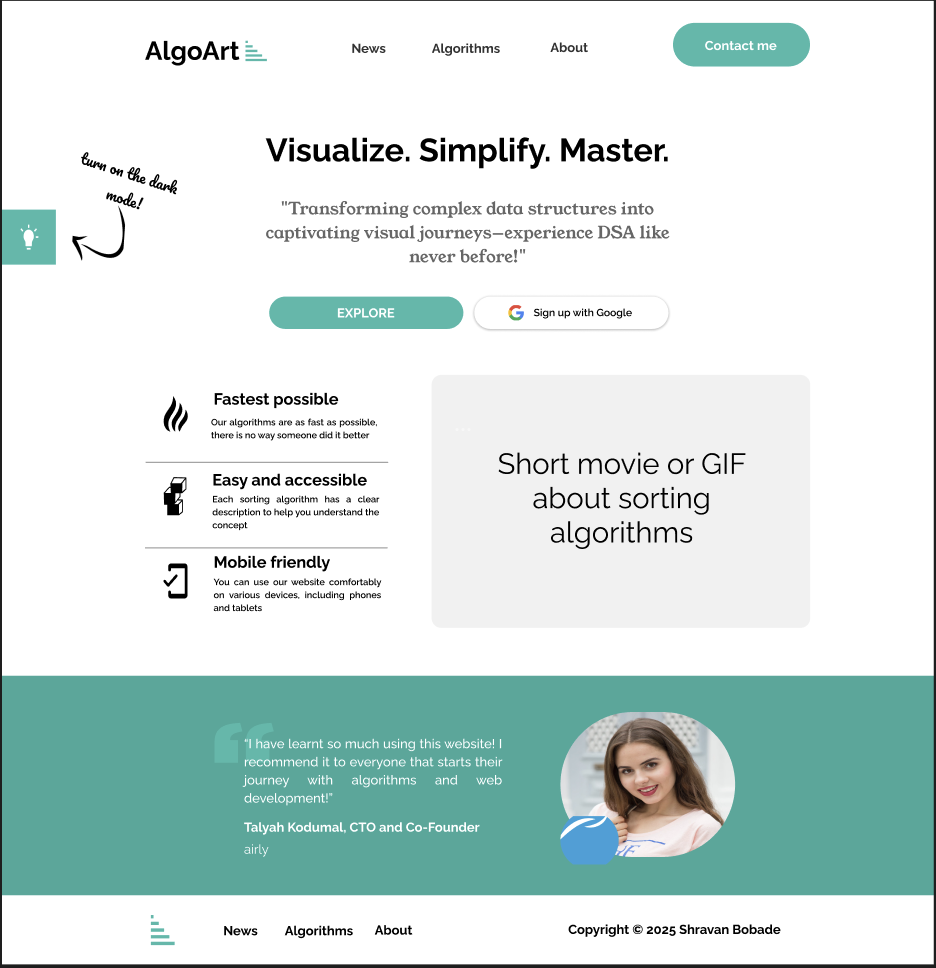 AlgoArt
News
Algorithms
About
Contact me
turn on the dark
mode!
Visualize. Simplify. Master.
"Transforming complex data structures into
captivating visual journeys—experience DSA like
never before!"
EXPLORE
Sign up with Google
Fastest possible
Our algorithms are as fast as possible,
there is no way someone did it better
Easy and accessible
Each sorting algorithm has a clear
description to help you understand the
concept
Mobile friendly
You can use our website comfortably
on various devices, including phones
and tablets
Short movie or GIF
about sorting
algorithms
“I have learnt so much using this website! I
recommend it to everyone that starts their
journey with algorithms and web
development!”
Talyah Kodumal, CTO and Co-Founder
airly
News
Algorithms
About
Copyright © 2025 Shravan Bobade